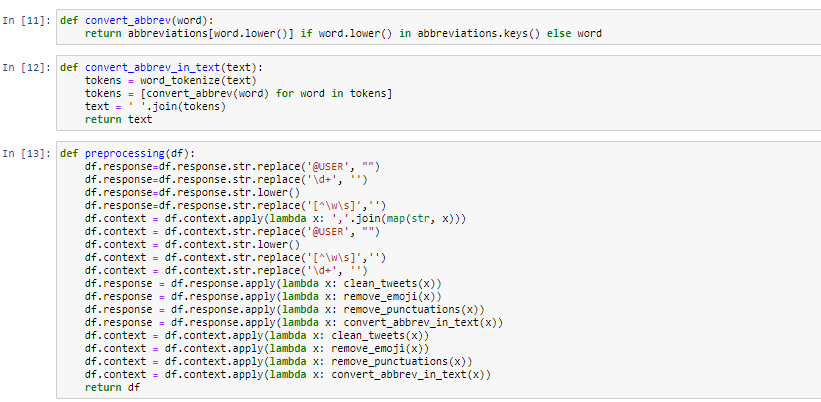 In [11]: def convert_abbrev(word):
    return abbreviations[word.lower()] if word.lower() in abbreviations.keys() else word
In [12]: def convert_abbrev_in_text(text):
    tokens = word_tokenize(text)
    tokens = [convert_abbrev(word) for word in tokens]
    text = ' '.join(tokens)
    return text
In [13]: def preprocessing(df):
    df.response=df.response.str.replace('@USER', "")
    df.response=df.response.str.replace('\d+', '')
    df.response=df.response.str.lower()
    df.response=df.response.str.replace('[^\w\s]','')
    df.context = df.context.apply(lambda x: ','.join(map(str, x)))
    df.context = df.context.str.replace('@USER', "")
    df.context = df.context.str.lower()
    df.context = df.context.str.replace('[^\w\s]','')
    df.context = df.context.str.replace('\d+', '')
    df.response = df.response.apply(lambda x: clean_tweets(x))
    df.response = df.response.apply(lambda x: remove_emoji(x))
    df.response = df.response.apply(lambda x: remove_punctuations(x))
    df.response = df.response.apply(lambda x: convert_abbrev_in_text(x))
    df.context = df.context.apply(lambda x: clean_tweets(x))
    df.context = df.context.apply(lambda x: remove_emoji(x))
    df.context = df.context.apply(lambda x: remove_punctuations(x))
    df.context = df.context.apply(lambda x: convert_abbrev_in_text(x))
    return df